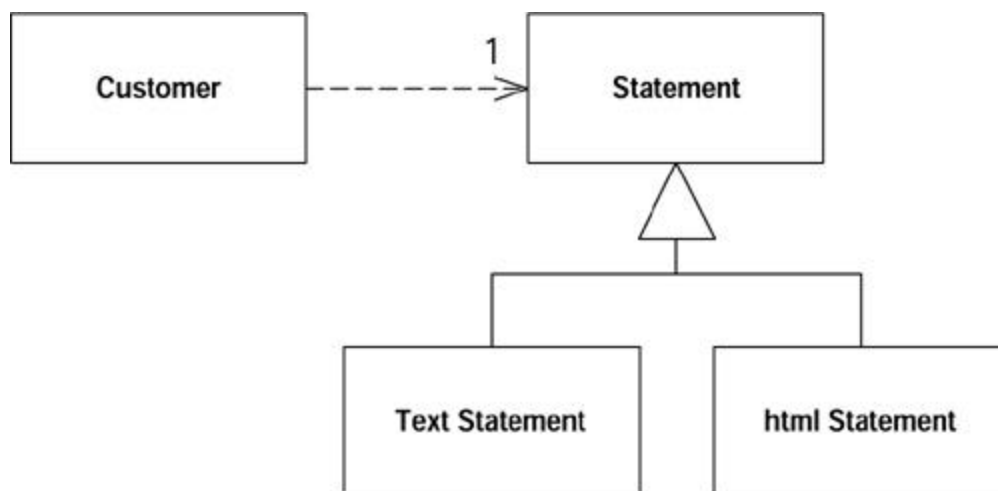 1
Customer
Statement
Text Statement
html Statement